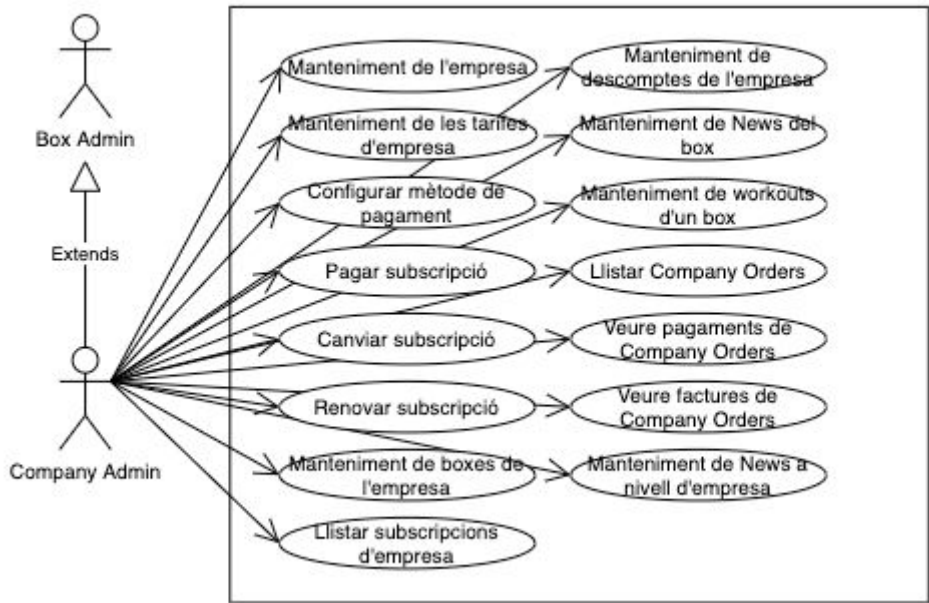 Box Admin
Extends
Company Admin
Manteniment de l'empresa
Manteniment de les tarifes
d'empresa
Configurar mètode de
pagament
Pagar subscripció
Canviar subscripció
Renovar subscripció
Manteniment de boxes de
l'empresa
Llistar subscripcions
d'empresa
Manteniment de
descomptes de l'empresa
Manteniment de News del
box
Manteniment de workouts
d'un box
Llistar Company Orders
Veure pagaments de
Company Orders
Veure factures de
Company Orders
Manteniment de News a
nivell d'empresa